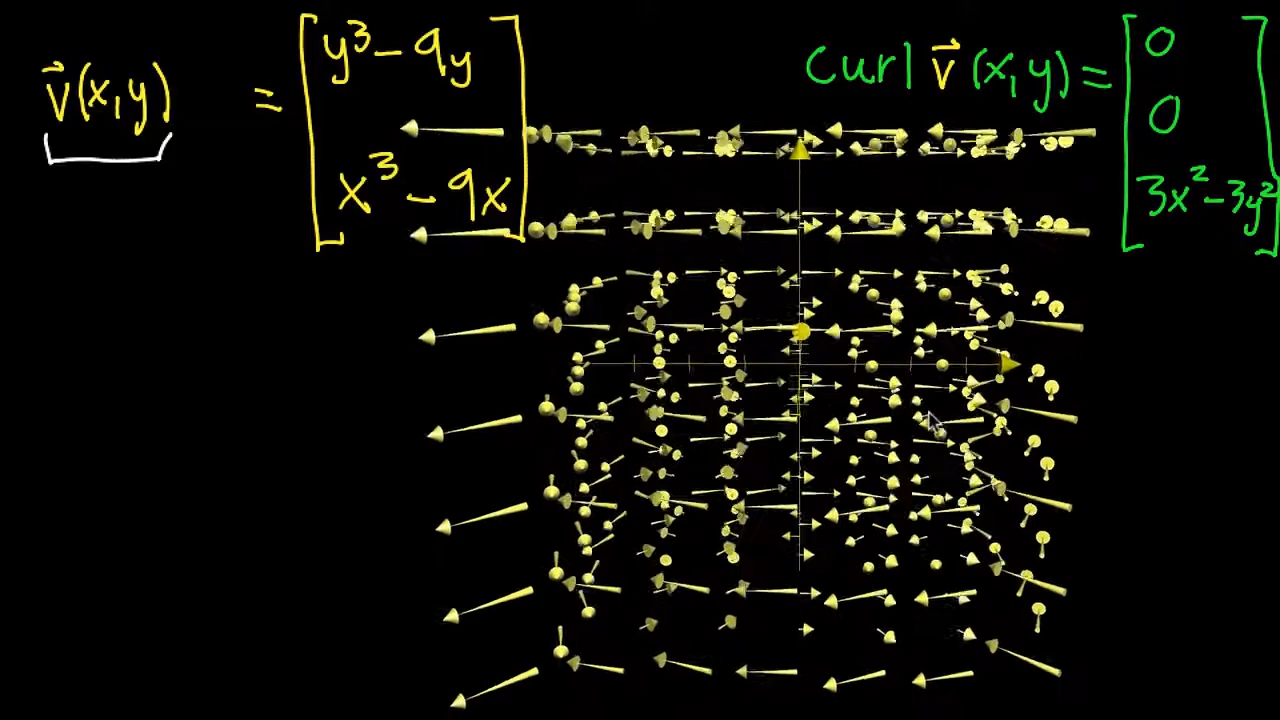 v⃗(x,y) = [y³ - 9y
x³ - 9x]
curl v⃗(x,y) = [0
0
3x² - 3y²]